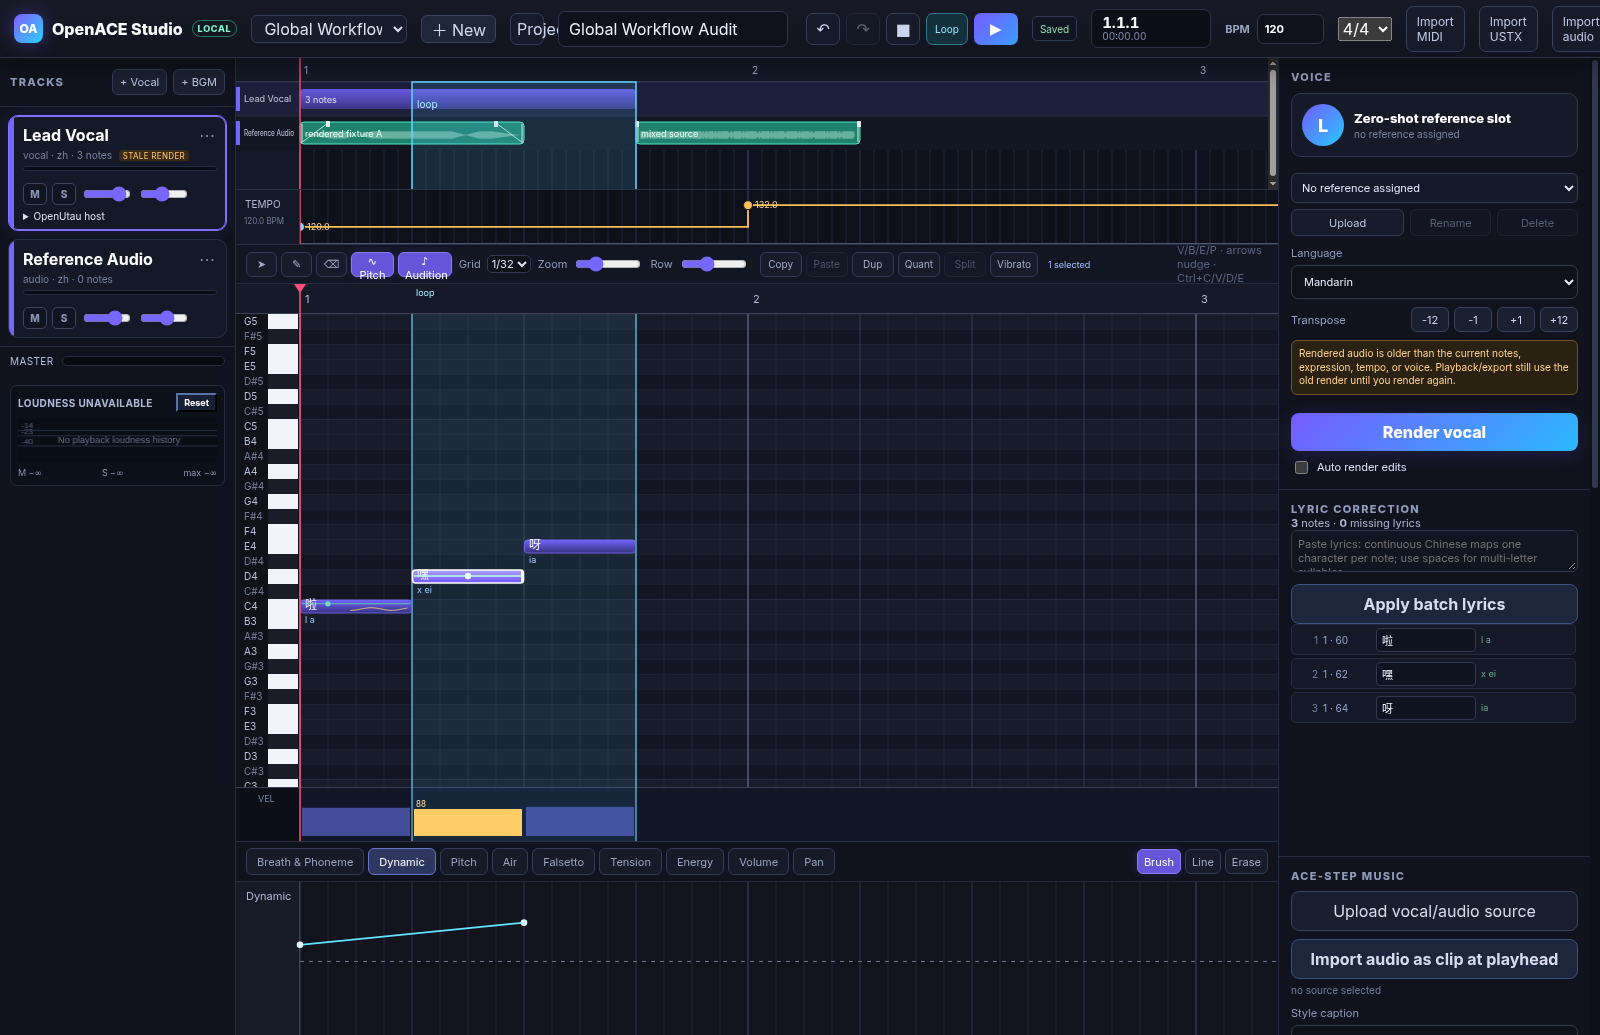 OA OpenACE Studio LOCAL Global Workflow + New Projec Global Workflow Audit Loop Saved 1.1.1 00:00.00 BPM 120 4/4 Import MIDI Import USTX Import audio
TRACKS + Vocal + BGM
Lead Vocal
vocal · zh · 3 notes STALE RENDER
M S
OpenUtau host
Reference Audio
audio · zh · 0 notes
M S
MASTER
LOUDNESS UNAVAILABLE Reset
-14
-23
-40
No playback loudness history
M −∞ S −∞ max −∞
1 2 3
Lead Vocal 3 notes
loop
Reference Audio rendered fixture A mixed source
TEMPO
120.0 BPM
120.0 132.0
Pitch Audition Grid 1/32 Zoom Row Copy Paste Dup Quant Split Vibrato 1 selected
V/B/E/P · arrows
nudge ·
Ctrl+C/V/D/E
loop
1 2 3
G5
F#5
F5
E5
D#5
D5
C#5
C5
B4
A#4
A4
G#4
G4
F#4
F4
E4 呀
D#4 ia
D4 嘿
C#4 x ei
C4 啦
B3 l a
A#3
A3
G#3
G3
F#3
F3
E3
D#3
D3
C#3
C3
VEL 88
Breath & Phoneme Dynamic Pitch Air Falsetto Tension Energy Volume Pan Brush Line Erase
Dynamic
VOICE
L Zero-shot reference slot
no reference assigned
No reference assigned
Upload Rename Delete
Language
Mandarin
Transpose -12 -1 +1 +12
Rendered audio is older than the current notes,
expression, tempo, or voice. Playback/export still use the
old render until you render again.
Render vocal
Auto render edits
LYRIC CORRECTION
3 notes · 0 missing lyrics
Paste lyrics: continuous Chinese maps one
character per note; use spaces for multi-letter
syllables
Apply batch lyrics
1 1 · 60 啦 l a
2 1 · 62 嘿 x ei
3 1 · 64 呀 ia
ACE-STEP MUSIC
Upload vocal/audio source
Import audio as clip at playhead
no source selected
Style caption